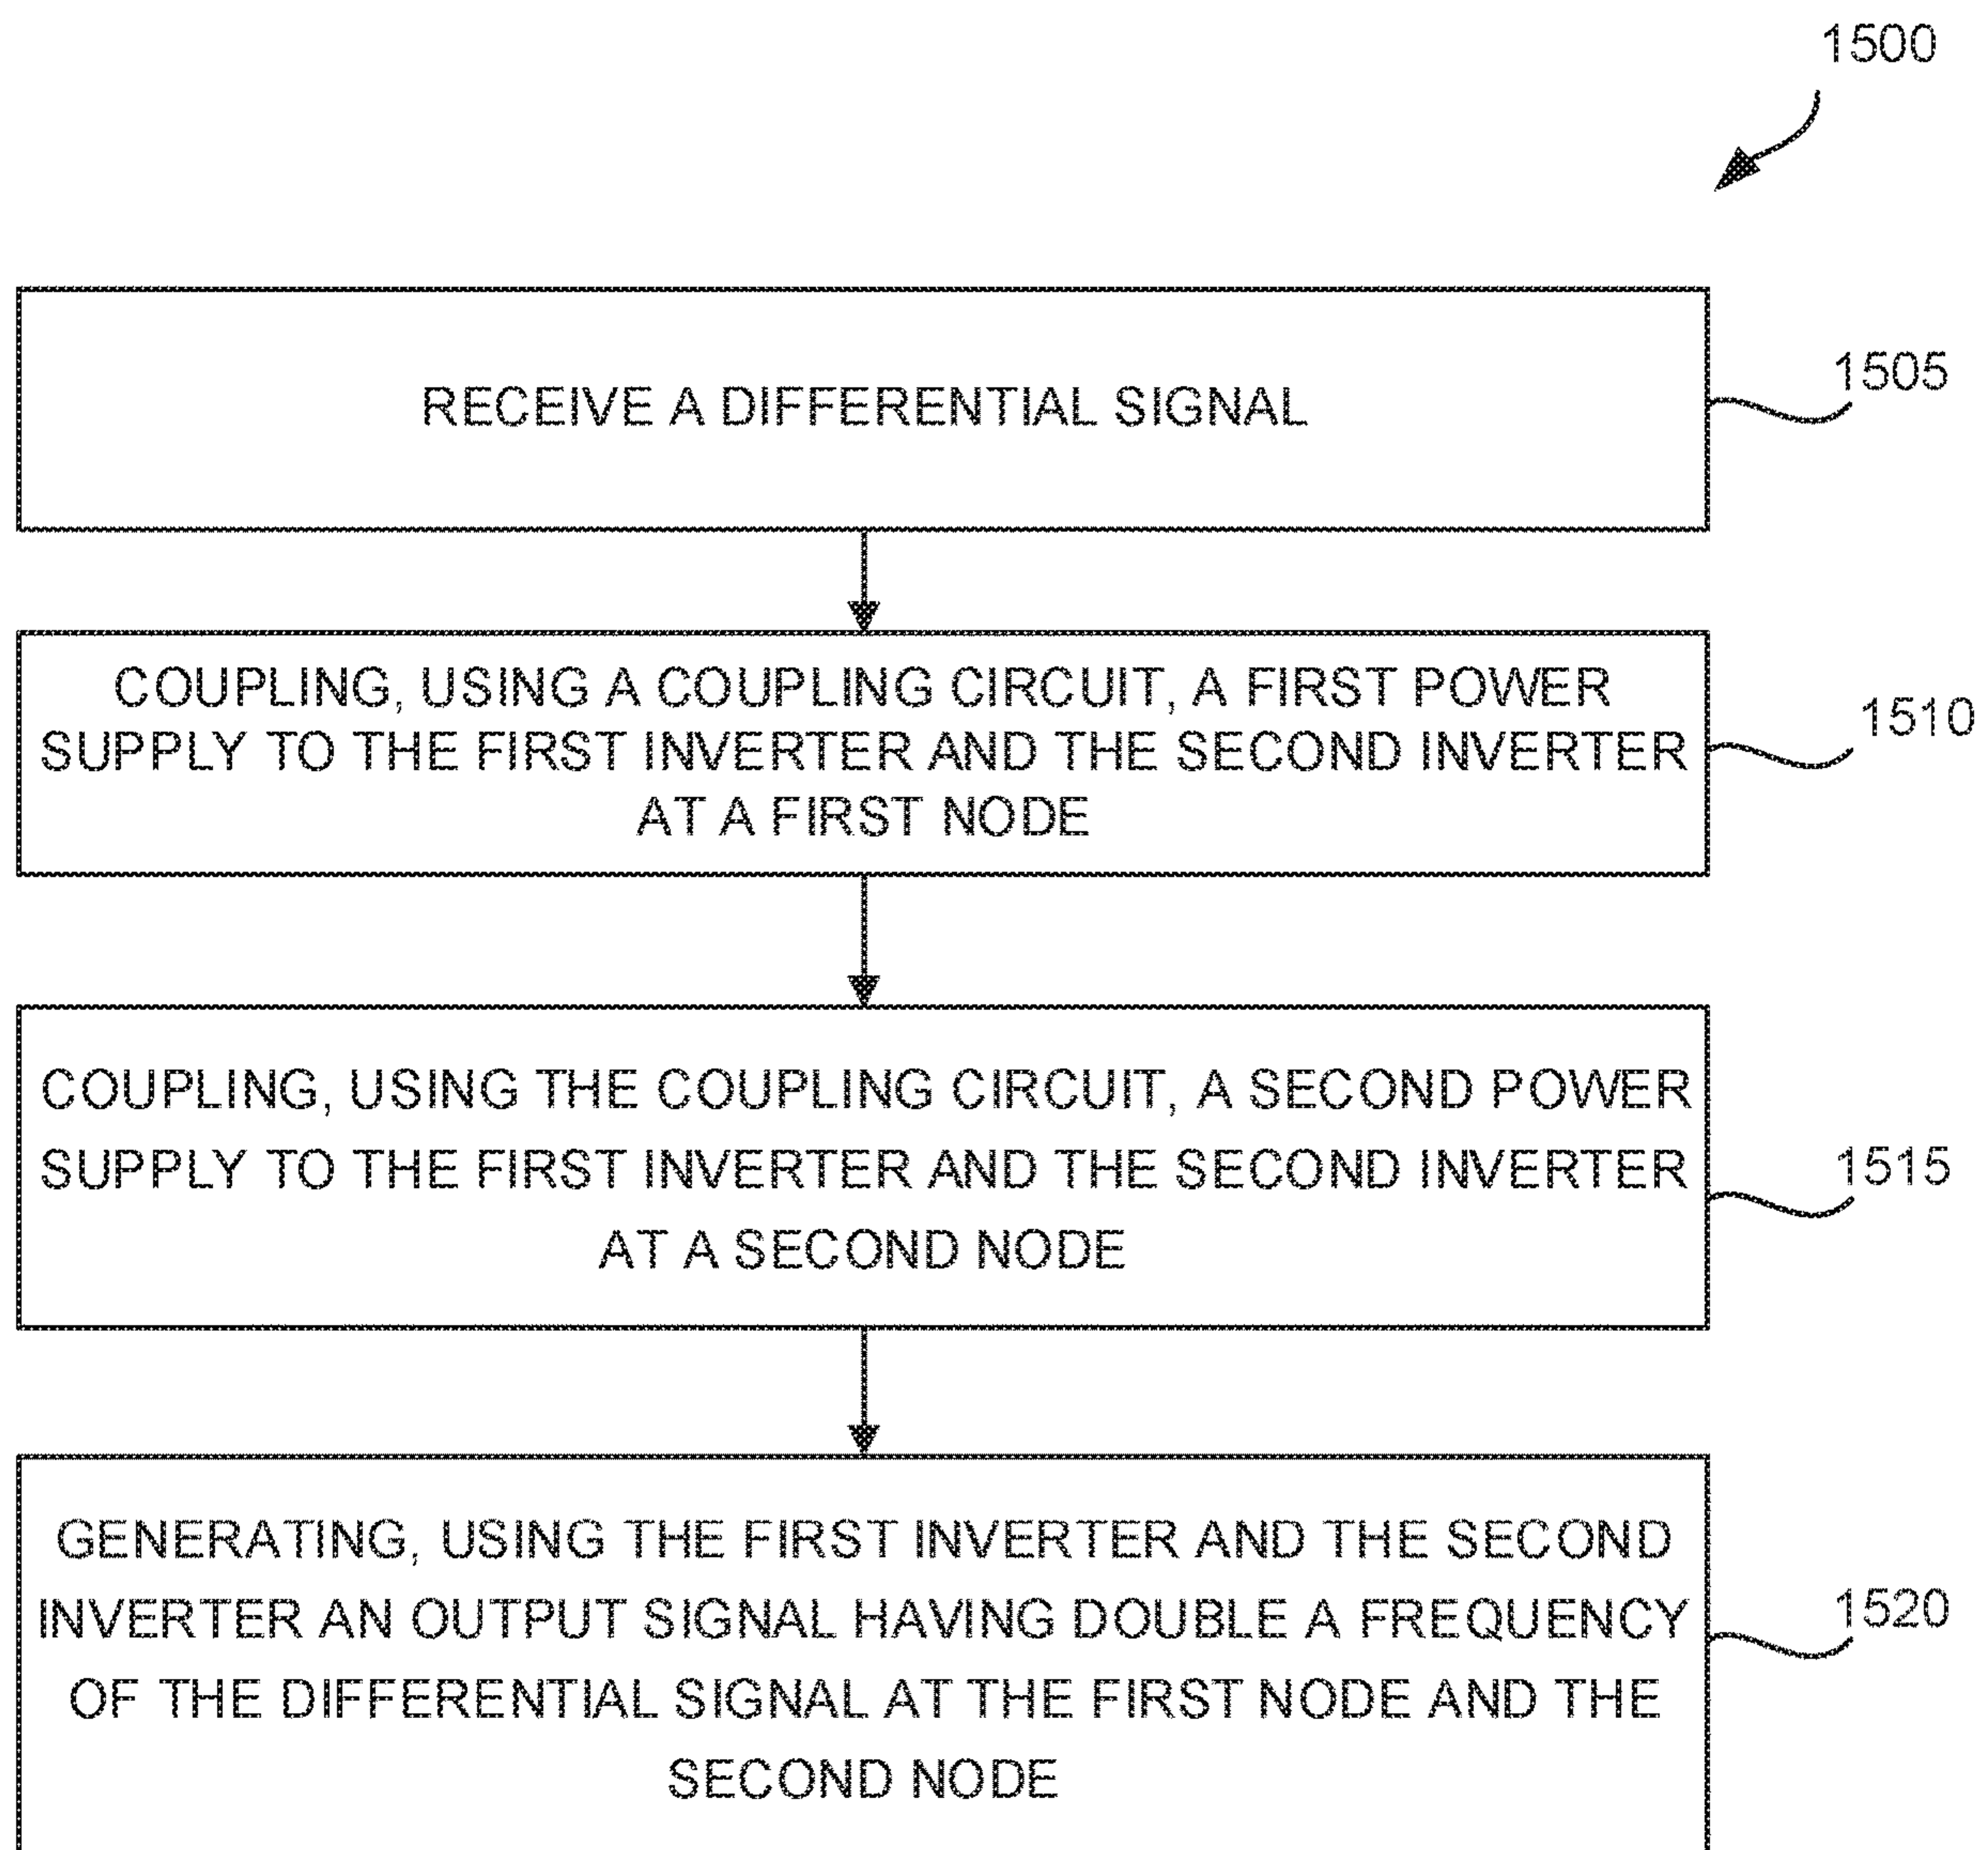 1500
RECEIVE A DIFFERENTIAL SIGNAL
1505
COUPLING, USING A COUPLING CIRCUIT, A FIRST POWER
SUPPLY TO THE FIRST INVERTER AND THE SECOND INVERTER
AT A FIRST NODE
1510
COUPLING, USING THE COUPLING CIRCUIT, A SECOND POWER
SUPPLY TO THE FIRST INVERTER AND THE SECOND INVERTER
AT A SECOND NODE
1515
GENERATING, USING THE FIRST INVERTER AND THE SECOND
INVERTER AN OUTPUT SIGNAL HAVING DOUBLE A FREQUENCY
OF THE DIFFERENTIAL SIGNAL AT THE FIRST NODE AND THE
SECOND NODE
1520